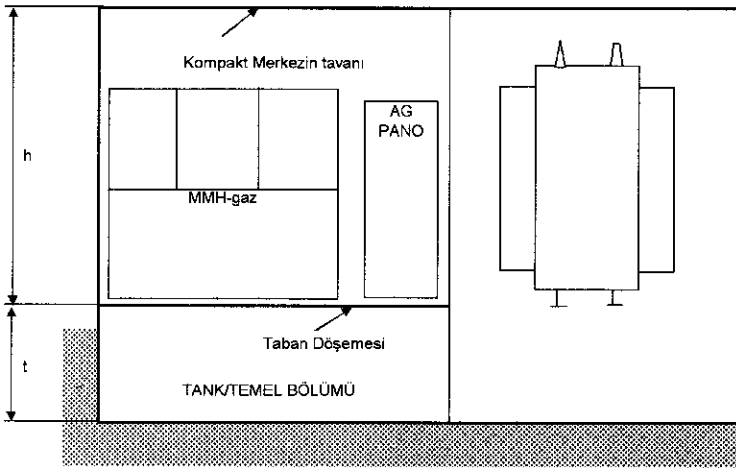 Kompakt Merkezin tavanı
AG
PANO
h
MMH-gaz
Taban Döşemesi
t
TANK/TEMEL BÖLÜMÜ